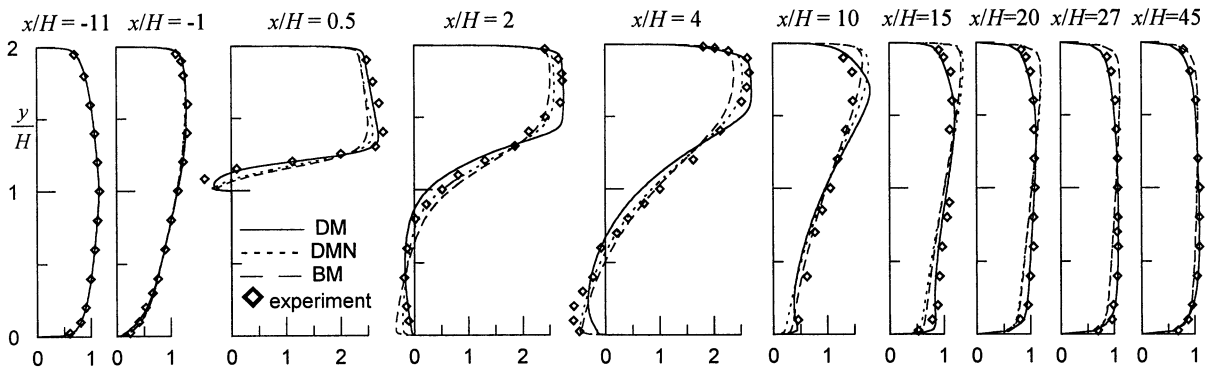 x/H = -11 x/H = -1 x/H = 0.5 x/H = 2 x/H = 4 x/H = 10 x/H=15 x/H=20 x/H=27 x/H=45
2
y
H
1
0
DM
DMN
BM
experiment
0 1 0 1 0 1 2 0 1 2 0 1 2 0 1 0 1 0 1 0 1 0 1